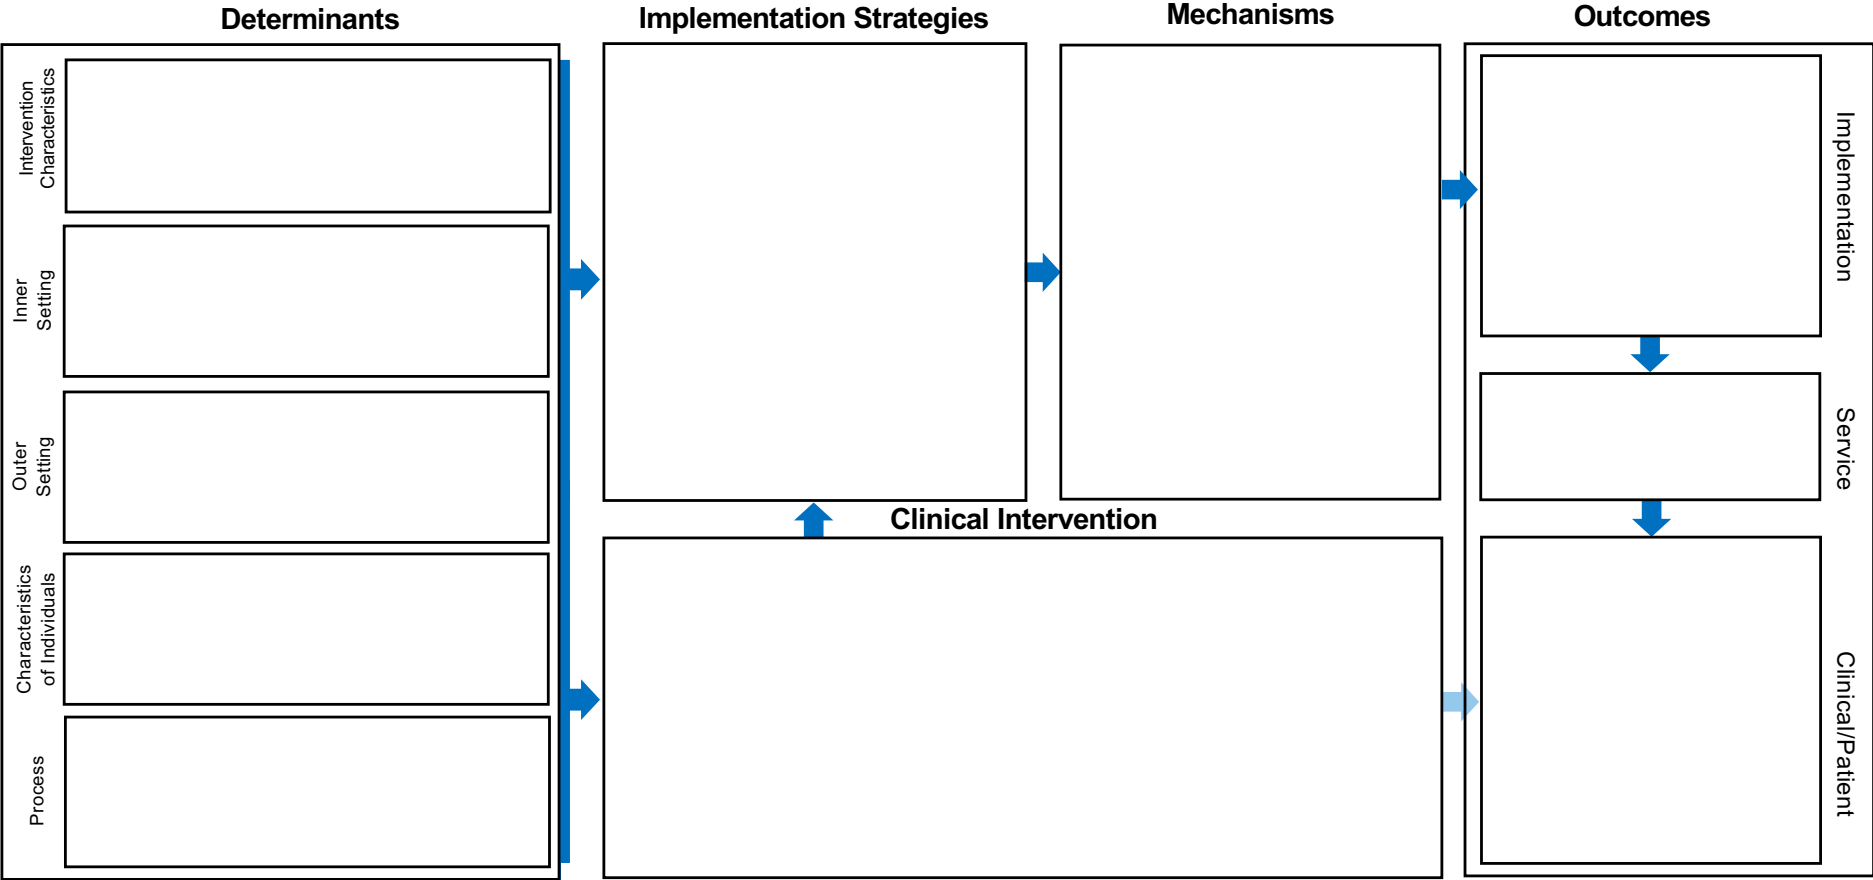 Determinants
Implementation Strategies
Mechanisms
Outcomes
Intervention
Characteristics
Inner
Setting
Outer
Setting
Characteristics
of Individuals
Process
Clinical Intervention
Implementation
Service
Clinical/Patient